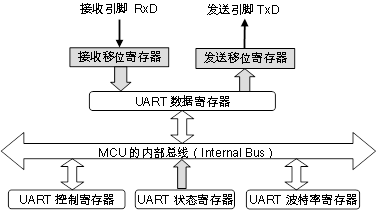 接收引脚 RxD
发送引脚 TxD
接收移位寄存器
发送移位寄存器
UART 数据寄存器
MCU 的内部总线（Internal Bus）
UART 控制寄存器
UART 状态寄存器
UART 波特率寄存器